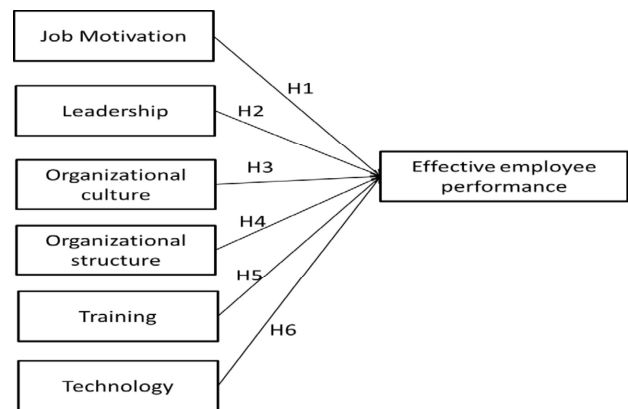 Job Motivation
H1
Leadership
H2
Organizational
culture
H3
Effective employee
performance
Organizational
structure
H4
Training
H5
Technology
H6